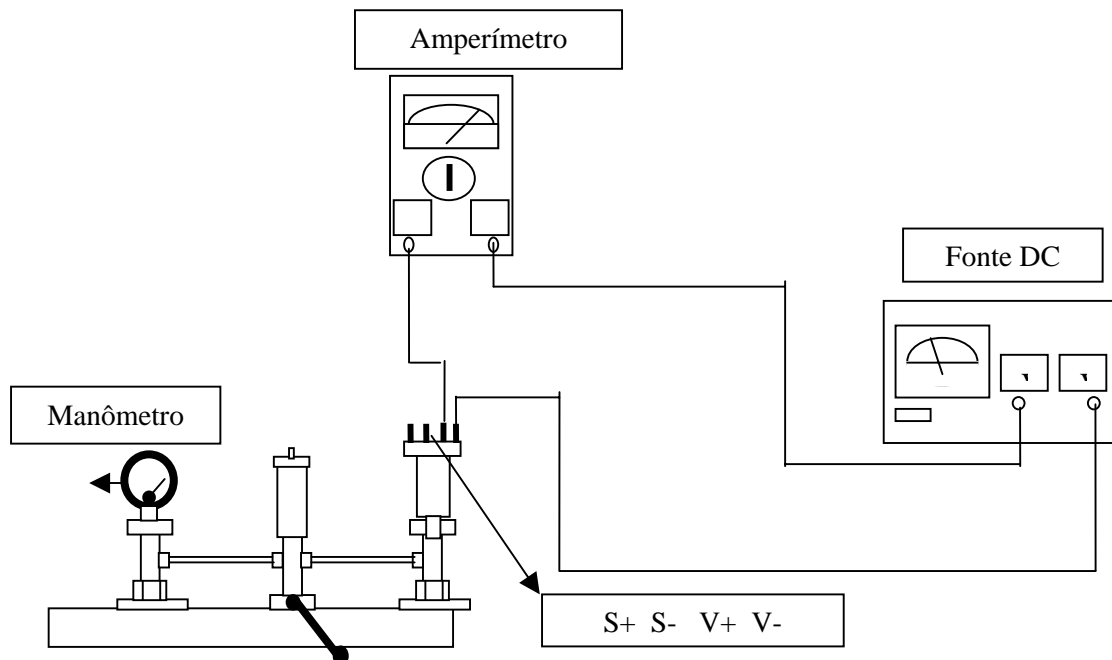 Amperímetro
Fonte DC
Manômetro
S+ S- V+ V-